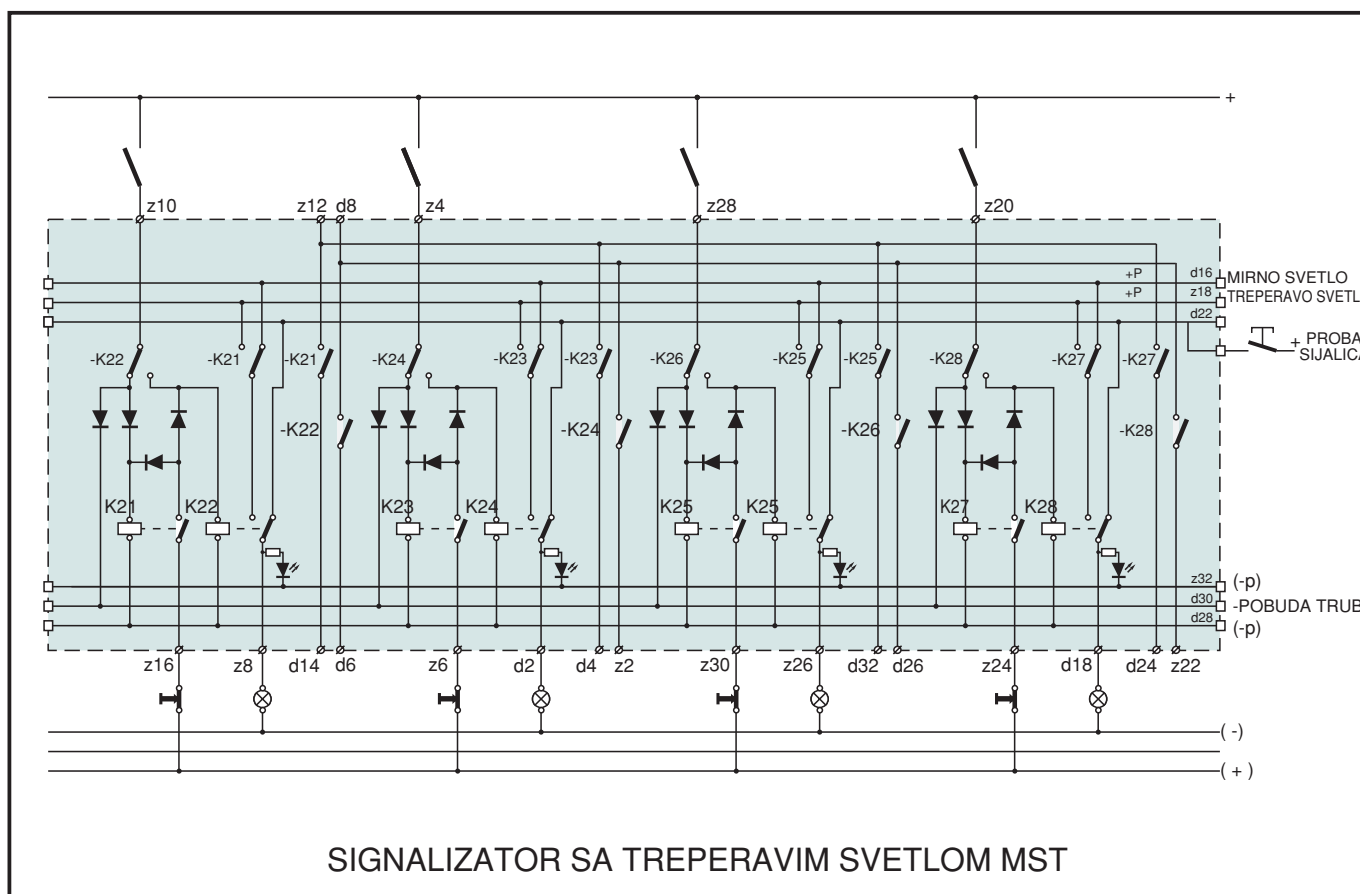 +
z10 z12 d8 z4 z28 z20
+P d16 MIRNO SVETLO
+P z18 TREPERAVO SVETL
d22
-K22 -K21 -K21 -K24 -K23 -K23 -K26 -K25 -K25 -K28 -K27 -K27
+ PROBA
SIJALICA
-K22 -K24 -K26 -K28
K21 K22 K23 K24 K25 K25 K27 K28
z32 (-p)
d30 -POBUDA TRUB
d28 (-p)
z16 z8 d14 d6 z6 d2 d4 z2 z30 z26 d32 d26 z24 d18 d24 z22
( -)
( + )
SIGNALIZATOR SA TREPERAVIM SVETLOM MST